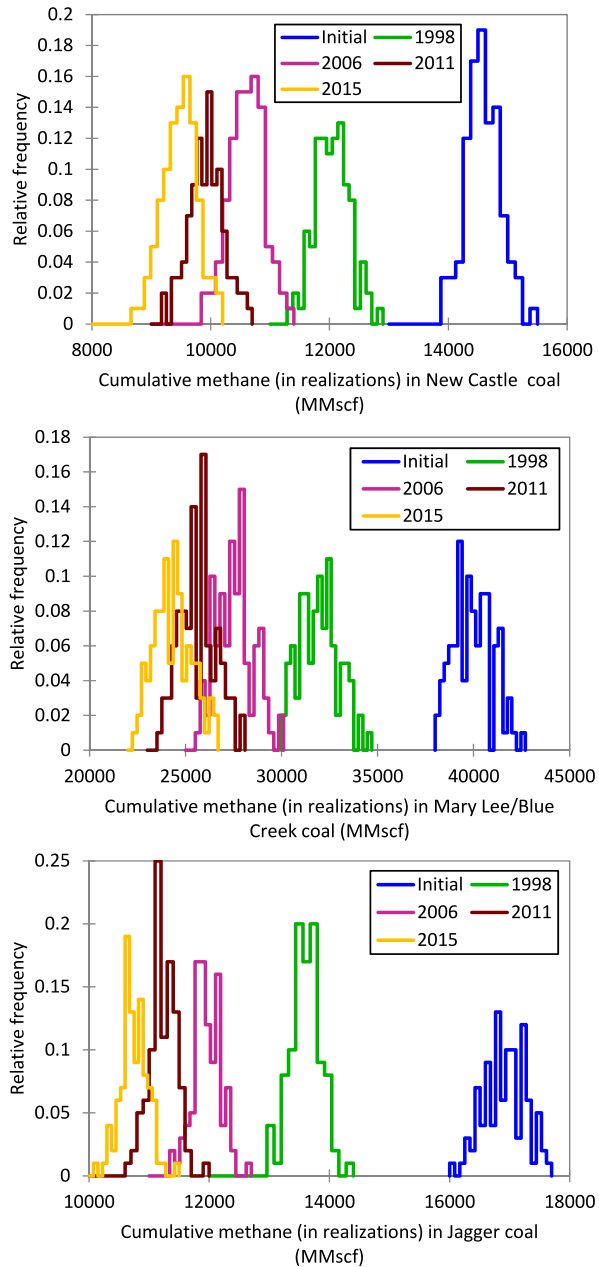 0.2
0.18
0.16
0.14
0.12
0.1
0.08
0.06
0.04
0.02
0
Relative frequency
Initial 1998
2006 2011
2015
8000 10000 12000 14000 16000
Cumulative methane (in realizations) in New Castle coal
(MMscf)
0.18
0.16
0.14
0.12
0.1
0.08
0.06
0.04
0.02
0
Relative frequency
Initial 1998
2006 2011
2015
20000 25000 30000 35000 40000 45000
Cumulative methane (in realizations) in Mary Lee/Blue
Creek coal (MMscf)
0.25
0.2
0.15
0.1
0.05
0
Relative frequency
Initial 1998
2006 2011
2015
10000 12000 14000 16000 18000
Cumulative methane (in realizations) in Jagger coal
(MMscf)